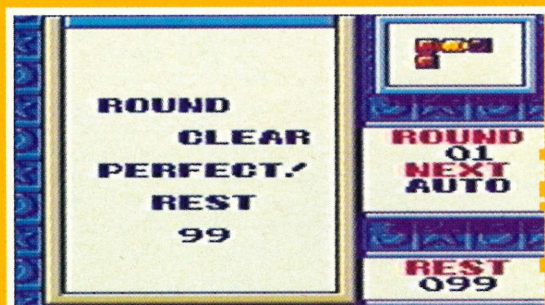 ROUND
CLEAR
PERFECT!
REST
99
ROUND
01
NEXT
AUTO
REST
099